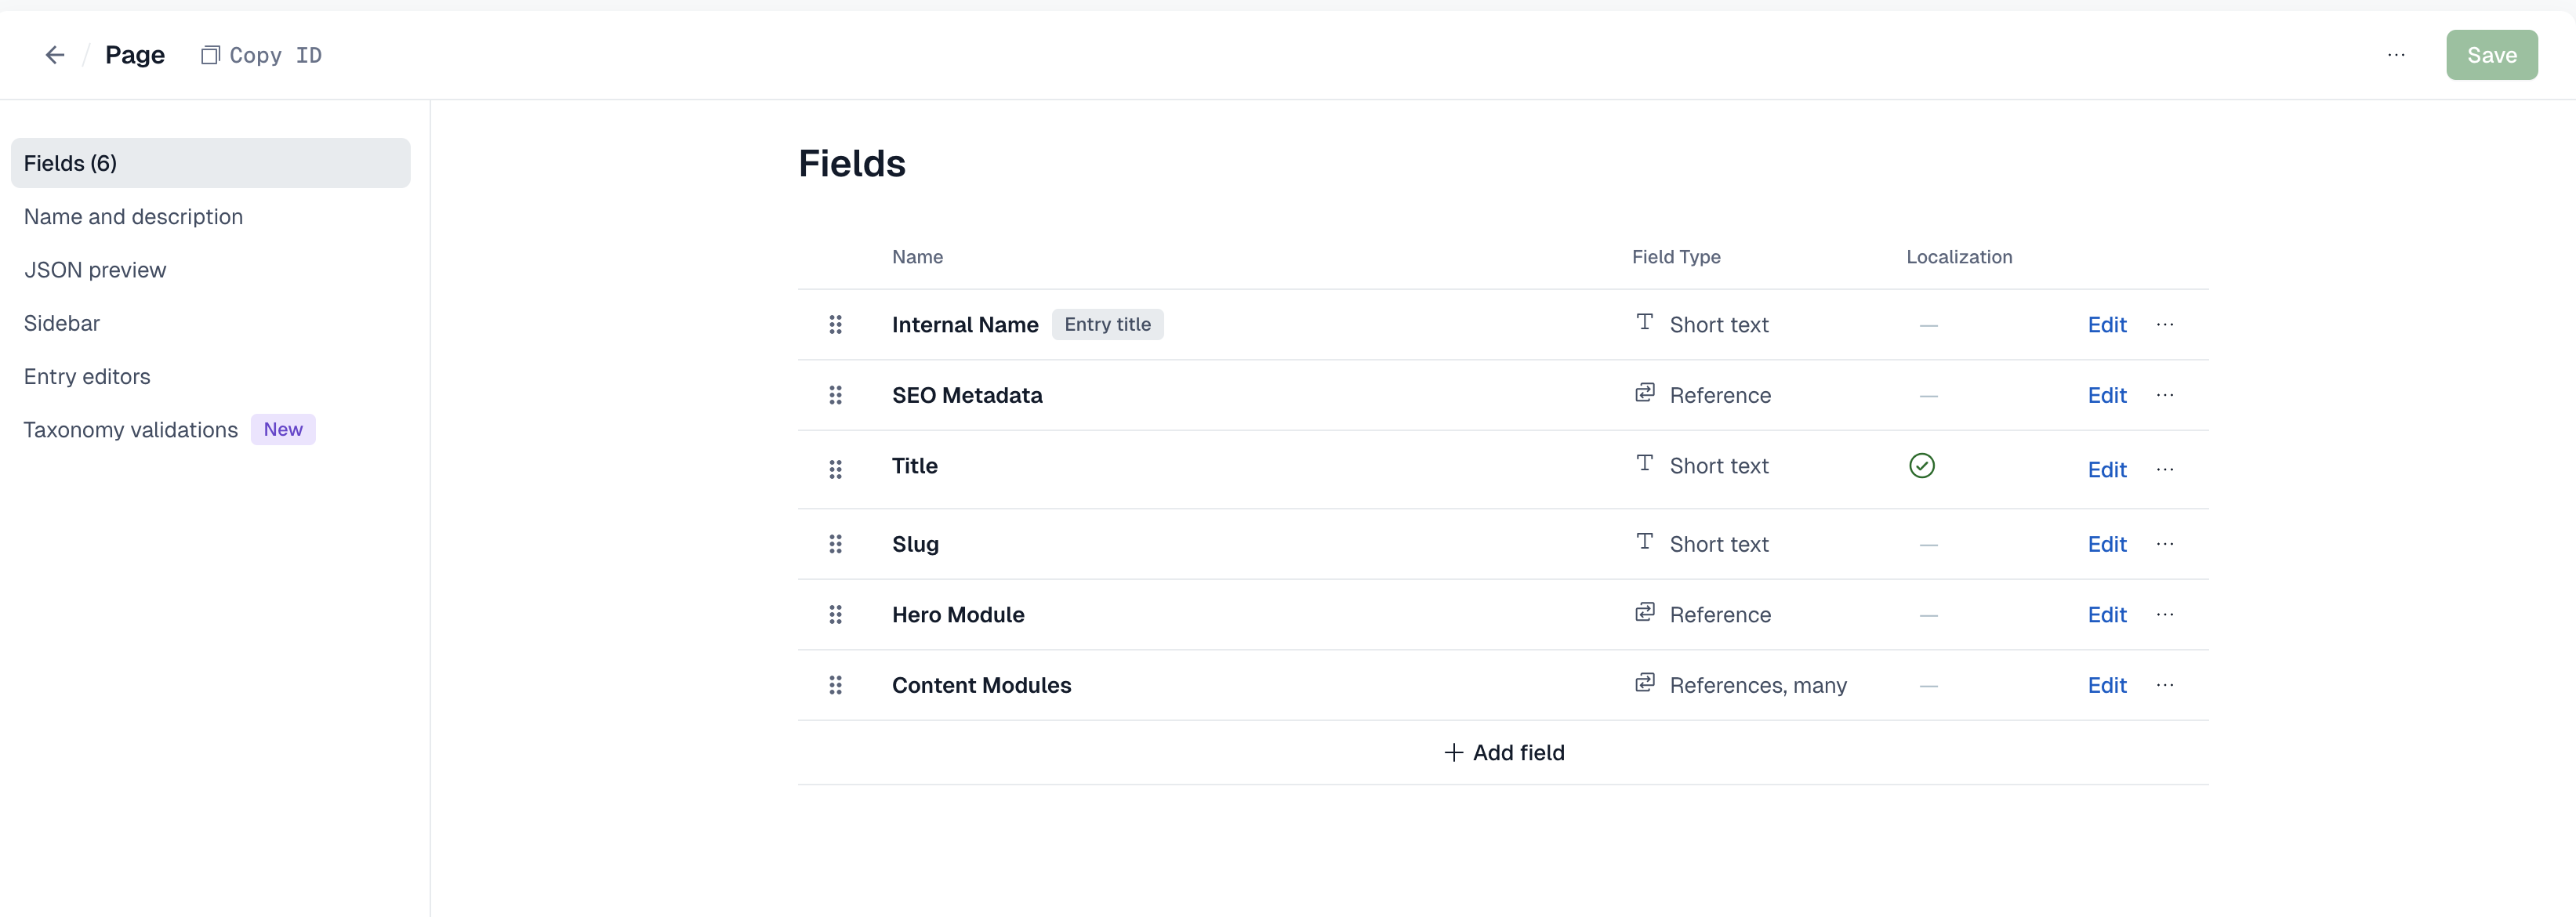 Page Copy ID ... Save
Fields (6)
Name and description
JSON preview
Sidebar
Entry editors
Taxonomy validations New
Fields
Name Field Type Localization
Internal Name Entry title Short text — Edit ...
SEO Metadata Reference — Edit ...
Title Short text Edit ...
Slug Short text — Edit ...
Hero Module Reference — Edit ...
Content Modules References, many — Edit ...
+ Add field